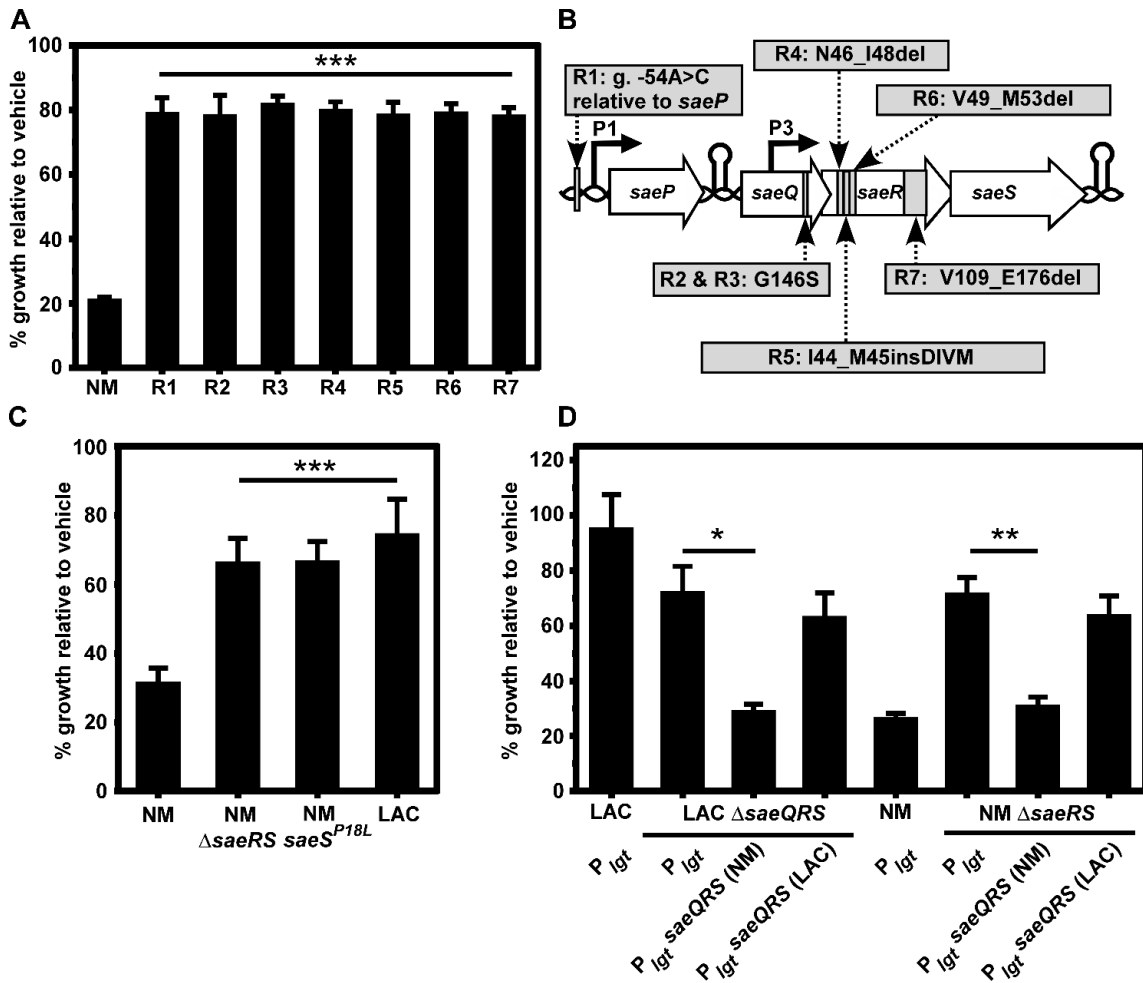 A
% growth relative to vehicle
100
80
60
40
20
0
***
NM R1 R2 R3 R4 R5 R6 R7
B
R4: N46_I48del
R1: g. -54A>C
relative to saeP
R6: V49_M53del
P1
P3
saeP
saeQ
saeR
saeS
R2 & R3: G146S
R7: V109_E176del
R5: I44_M45insDIVM
C
% growth relative to vehicle
100
80
60
40
20
0
***
NM NM NM LAC
ΔsaeRS saeS^P18L
D
% growth relative to vehicle
120
100
80
60
40
20
0
*
**
LAC LAC ΔsaeQRS NM NM ΔsaeRS
P lgt
P lgt
P lgt saeQRS (NM)
P lgt saeQRS (LAC)
P lgt
P lgt
P lgt saeQRS (NM)
P lgt saeQRS (LAC)